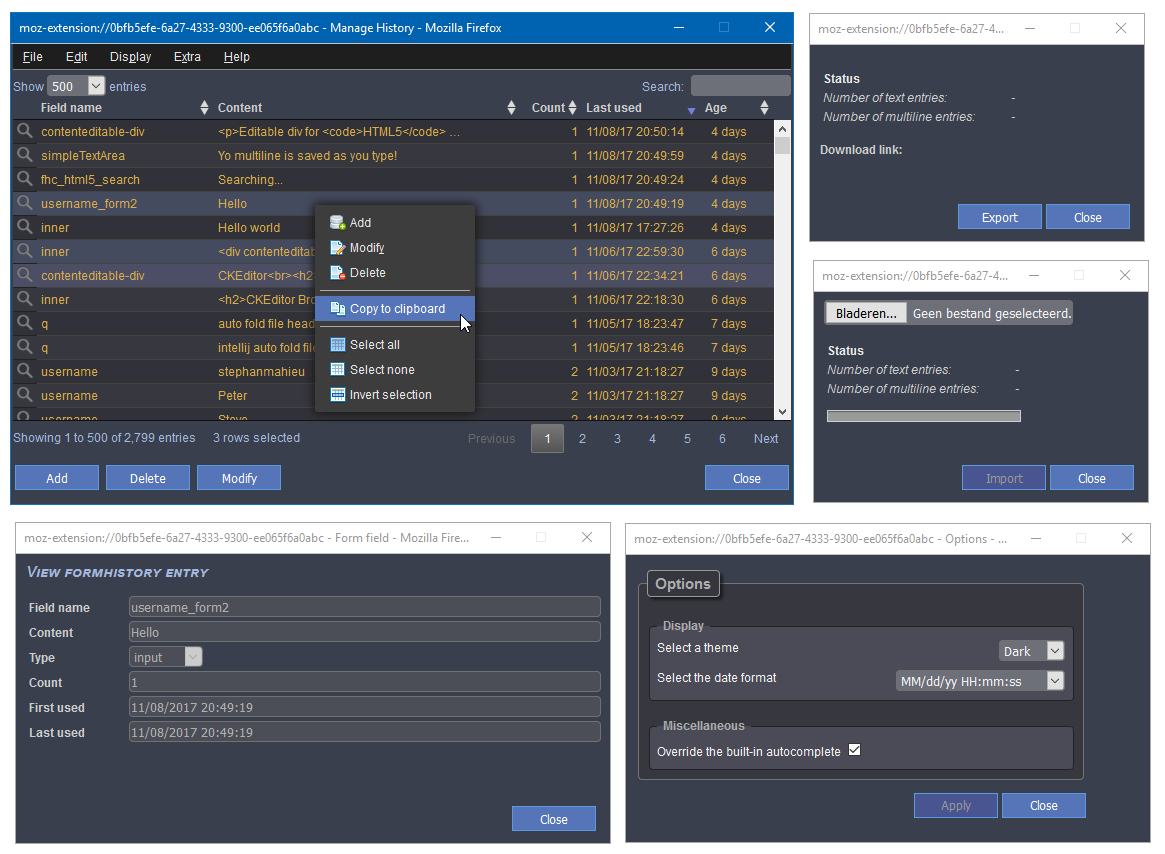 moz-extension://0bfb5efe-6a27-4333-9300-ee065f6a0abc - Manage History - Mozilla Firefox
File Edit Display Extra Help
Show 500 entries Search:
Field name Content Count Last used Age
contenteditable-div <p>Editable div for <code>HTML5</code> ... 1 11/08/17 20:50:14 4 days
simpleTextArea Yo multiline is saved as you type! 1 11/08/17 20:49:59 4 days
fhc_html5_search Searching... 1 11/08/17 20:49:24 4 days
username_form2 Hello 1 11/08/17 20:49:19 4 days
inner Hello world 1 11/08/17 17:27:26 4 days
inner <div contenteditab 1 11/06/17 22:59:30 6 days
contenteditable-div CKEditor<br><h2 1 11/06/17 22:34:21 6 days
inner <h2>CKEditor Bro 1 11/06/17 22:18:30 6 days
q auto fold file head 1 11/05/17 18:23:47 7 days
q intellij auto fold file 1 11/05/17 18:23:46 7 days
username stephanmahieu 2 11/03/17 21:18:27 9 days
username Peter 2 11/03/17 21:18:27 9 days
username Steve 2 11/03/17 21:18:27 9 days
Add
Modify
Delete
Copy to clipboard
Select all
Select none
Invert selection
Showing 1 to 500 of 2,799 entries 3 rows selected Previous 1 2 3 4 5 6 Next
Add Delete Modify Close
moz-extension://0bfb5efe-6a27-4...
Status
Number of text entries: -
Number of multiline entries: -
Download link:
Export Close
moz-extension://0bfb5efe-6a27-4...
Bladeren... Geen bestand geselecteerd.
Status
Number of text entries: -
Number of multiline entries: -
Import Close
moz-extension://0bfb5efe-6a27-4333-9300-ee065f6a0abc - Form field - Mozilla Fire...
VIEW FORMHISTORY ENTRY
Field name username_form2
Content Hello
Type input
Count 1
First used 11/08/2017 20:49:19
Last used 11/08/2017 20:49:19
Close
moz-extension://0bfb5efe-6a27-4333-9300-ee065f6a0abc - Options - ...
Options
Display
Select a theme Dark
Select the date format MM/dd/yy HH:mm:ss
Miscellaneous
Override the built-in autocomplete
Apply Close